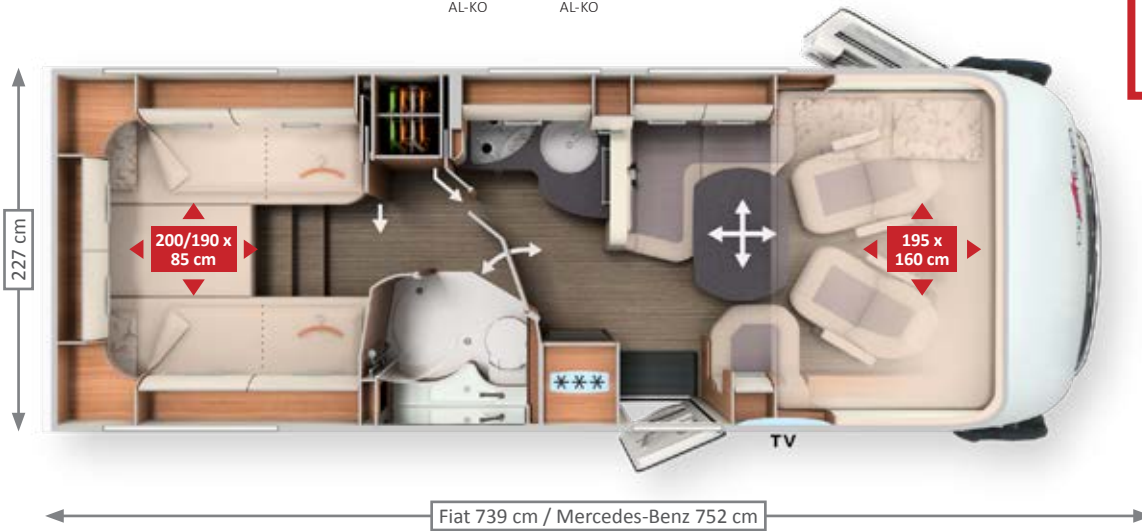 AL-KO AL-KO
227 cm
200/190 x
85 cm
195 x
160 cm
***
TV
Fiat 739 cm / Mercedes-Benz 752 cm